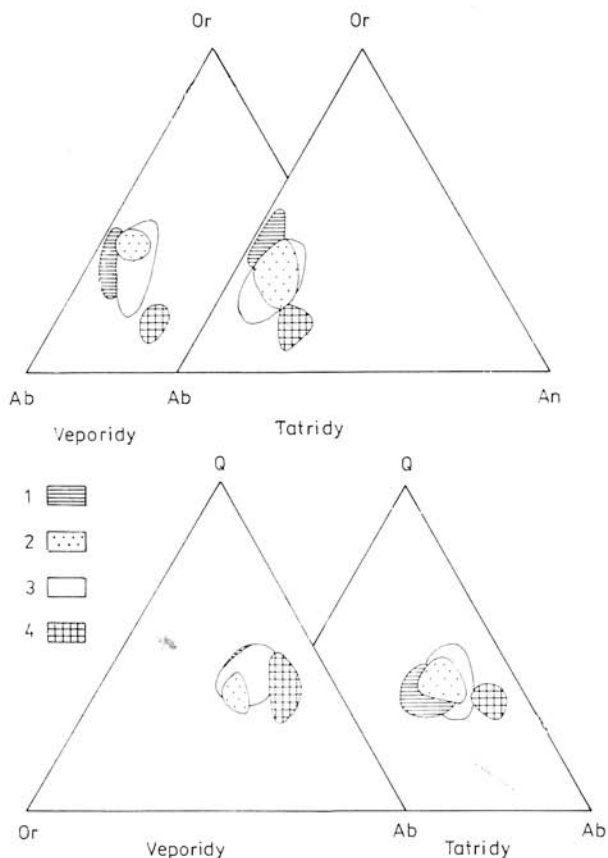 Or
Or
Ab
Ab
An
Veporidy
Tatridy
Q
Q
1
2
3
4
Or
Ab
Ab
Veporidy
Tatridy